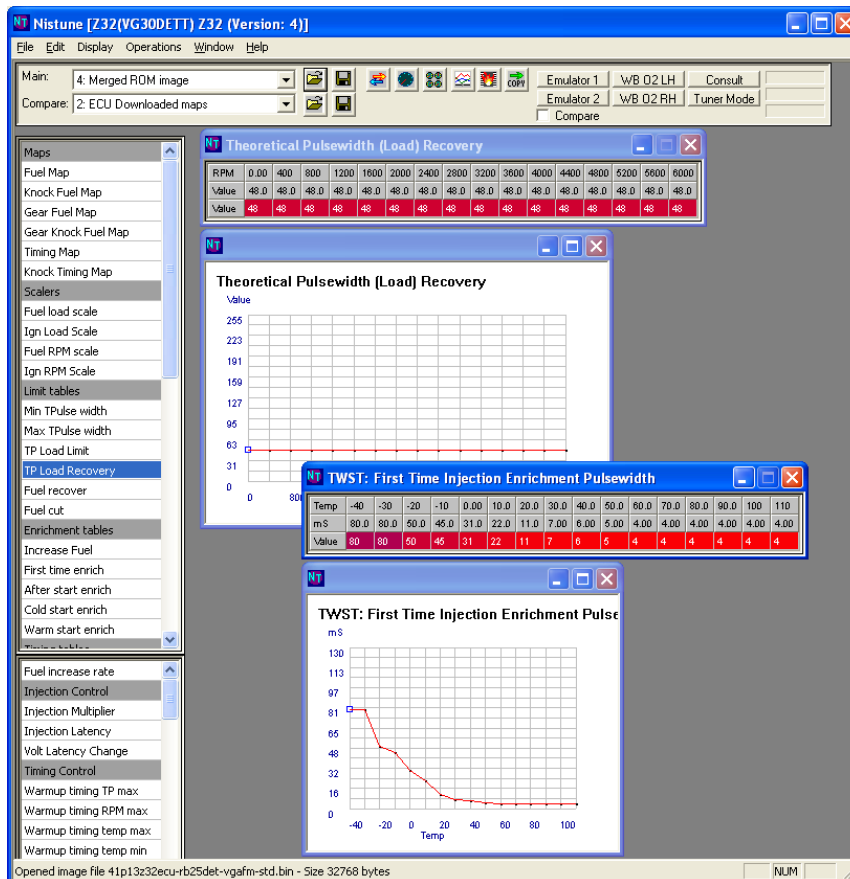 Nistune [Z32(VG30DETT) Z32 (Version: 4)]
File Edit Display Operations Window Help
Main: 4: Merged ROM image
Compare: 2: ECU Downloaded maps
COPY
Emulator 1 WB O2 LH Consult
Emulator 2 WB O2 RH Tuner Mode
Compare
Maps
Fuel Map
Knock Fuel Map
Gear Fuel Map
Gear Knock Fuel Map
Timing Map
Knock Timing Map
Scalers
Fuel load scale
Ign Load Scale
Fuel RPM scale
Ign RPM Scale
Limit tables
Min TPulse width
Max TPulse width
TP Load Limit
TP Load Recovery
Fuel recover
Fuel cut
Enrichment tables
Increase Fuel
First time enrich
After start enrich
Cold start enrich
Warm start enrich
Timing tables
Fuel increase rate
Injection Control
Injection Multiplier
Injection Latency
Volt Latency Change
Timing Control
Warmup timing TP max
Warmup timing RPM max
Warmup timing temp max
Warmup timing temp min
NT Theoretical Pulsewidth (Load) Recovery
RPM 0.00 400 800 1200 1600 2000 2400 2800 3200 3600 4000 4400 4800 5200 5600 6000
Value 48.0 48.0 48.0 48.0 48.0 48.0 48.0 48.0 48.0 48.0 48.0 48.0 48.0 48.0 48.0 48.0
Value 48 48 48 48 48 48 48 48 48 48 48 48 48 48 48 48
NT
Theoretical Pulsewidth (Load) Recovery
Value
255
223
191
159
127
95
63
31
0
0
NT TWST: First Time Injection Enrichment Pulsewidth
Temp -40 -30 -20 -10 0.00 10.0 20.0 30.0 40.0 50.0 60.0 70.0 80.0 90.0 100 110
mS 80.0 80.0 50.0 45.0 31.0 22.0 11.0 7.00 6.00 5.00 4.00 4.00 4.00 4.00 4.00 4.00
Value 80 80 50 45 31 22 11 7 6 5 4 4 4 4 4 4
NT
TWST: First Time Injection Enrichment Pulse
mS
130
113
97
81
65
48
32
16
0
-40 -20 0 20 40 60 80 100
Temp
Opened image file 41p13z32ecu-rb25det-vgafm-std.bin - Size 32768 bytes NUM